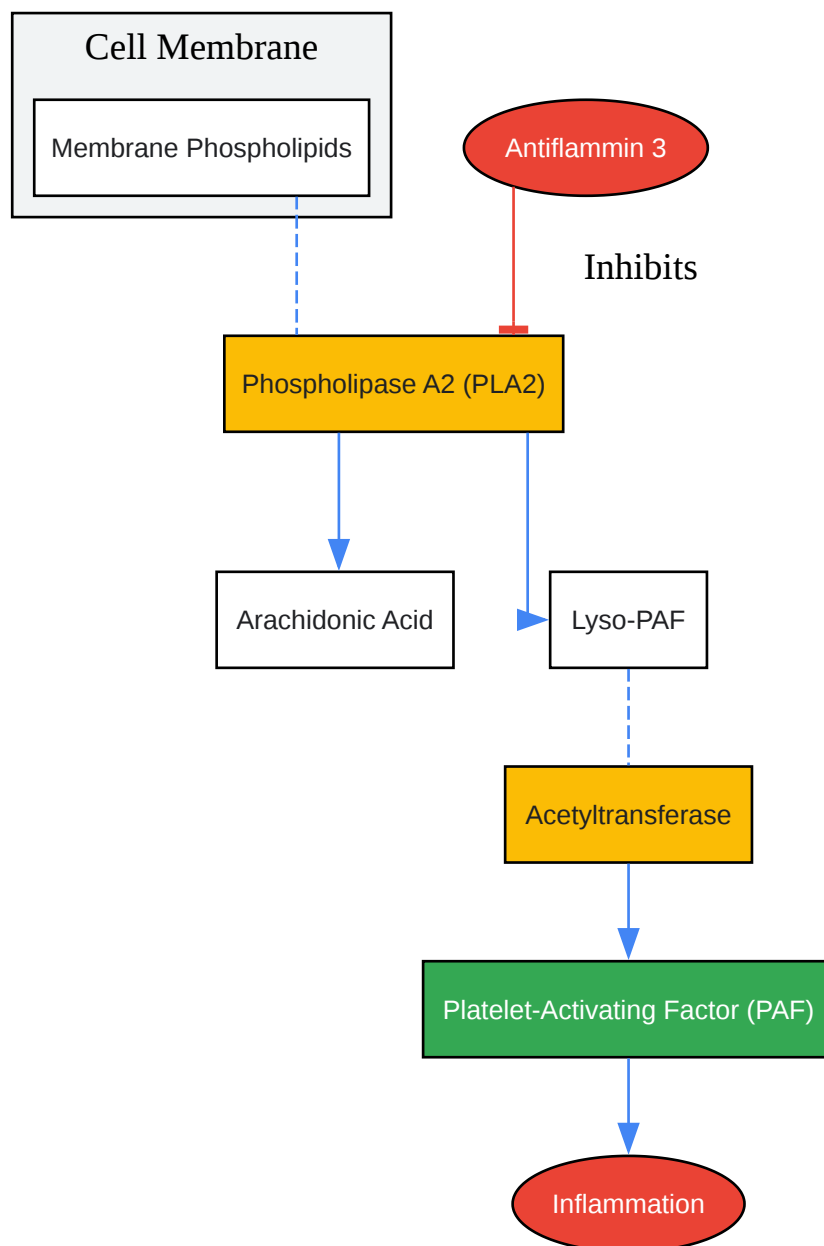 Cell Membrane
Membrane Phospholipids
Antiflammin 3
Inhibits
Phospholipase A2 (PLA2)
Arachidonic Acid
Lyso-PAF
Acetyltransferase
Platelet-Activating Factor (PAF)
Inflammation